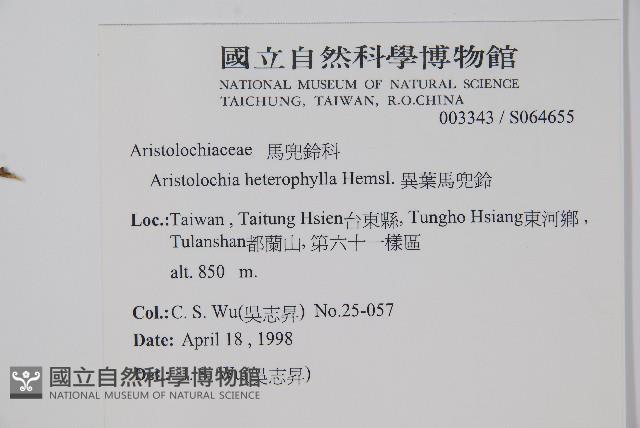 國立自然科學博物館
NATIONAL MUSEUM OF NATURAL SCIENCE
TAICHUNG, TAIWAN, R.O.CHINA
003343 / S064655
Aristolochiaceae 馬兜鈴科
Aristolochia heterophylla Hemsl. 異葉馬兜鈴
Loc.:Taiwan , Taitung Hsien台東縣, Tungho Hsiang東河鄉 ,
Tulanshan都蘭山, 第六十一樣區
alt. 850 m.
Col.: C. S. Wu(吳志昇) No.25-057
Date: April 18 , 1998
Wu(吳志昇)
國立自然科學博物館
NATIONAL MUSEUM OF NATURAL SCIENCE